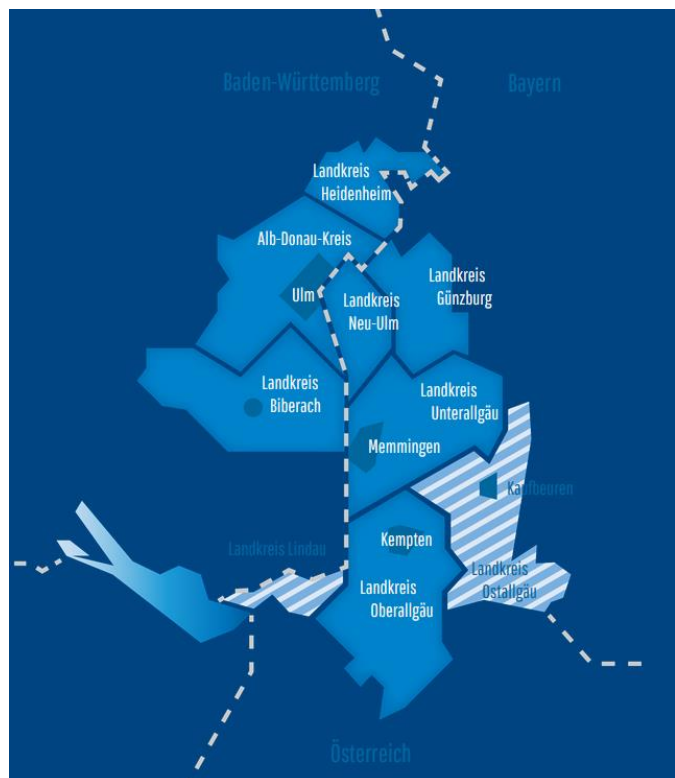 Baden-Württemberg
Bayern
Landkreis
Heidenheim
Alb-Donau-Kreis
Landkreis
Günzburg
Ulm
Landkreis
Neu-Ulm
Landkreis
Biberach
Landkreis
Unterallgäu
Memmingen
Kaufbeuren
Kempten
Landkreis Lindau
Landkreis
Ostallgäu
Landkreis
Oberallgäu
Österreich